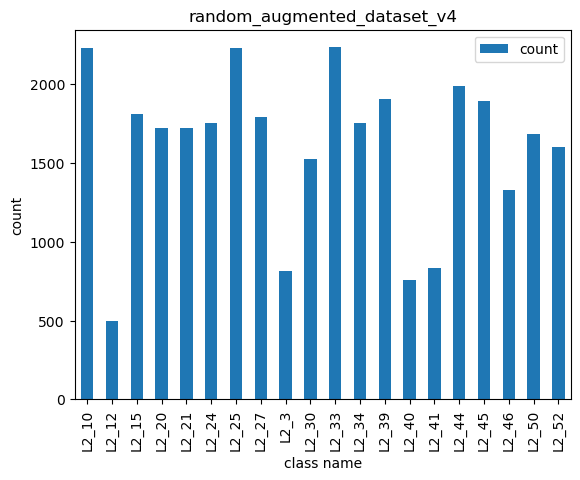 random_augmented_dataset_v4
count
count
2000
1500
1000
500
0
L2_10
L2_12
L2_15
L2_20
L2_21
L2_24
L2_25
L2_27
L2_3
L2_30
L2_33
L2_34
L2_39
L2_40
L2_41
L2_44
L2_45
L2_46
L2_50
L2_52
class name